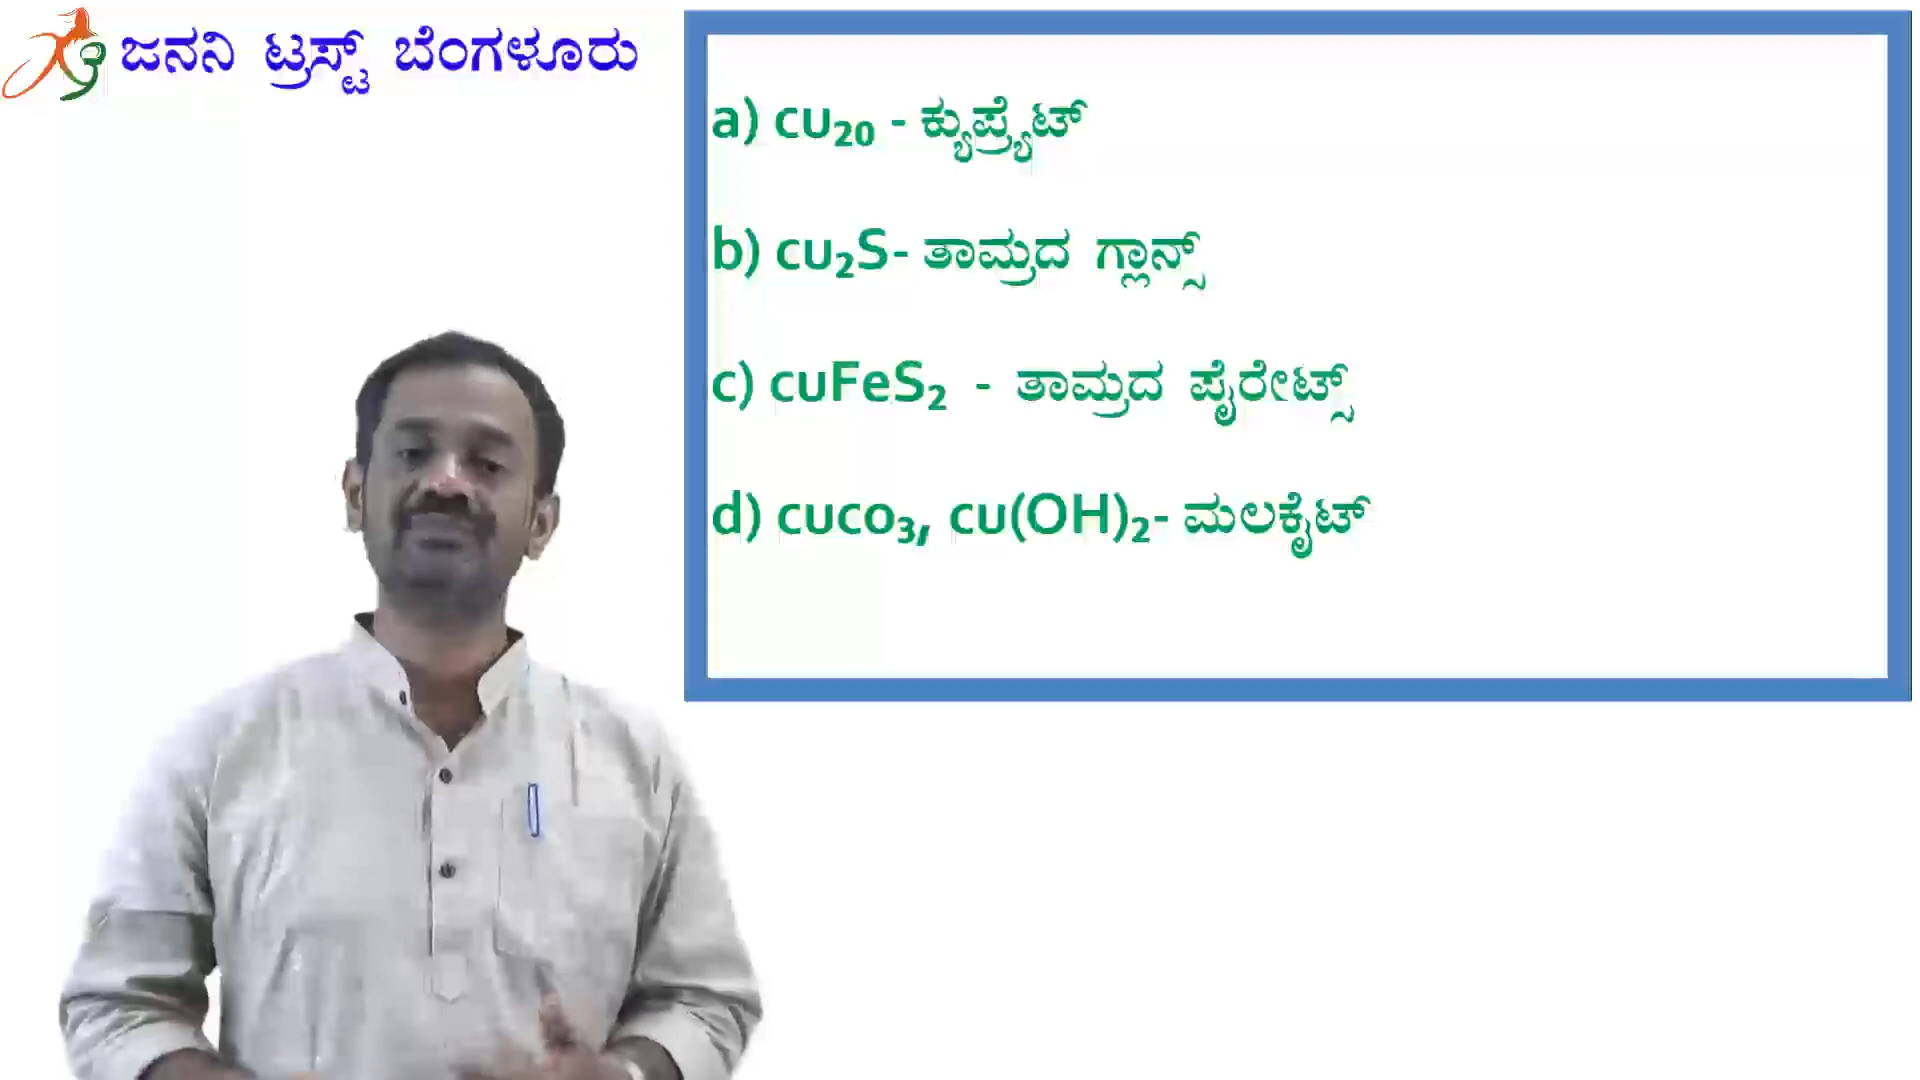 ಜನನಿ ಟ್ರಸ್ಟ್ ಬೆಂಗಳೂರು
a) cu₂₀ - ಕ್ಯುಪ್ರ್ಯೆಟ್
b) cu₂S- ತಾಮ್ರದ ಗ್ಲಾನ್ಸ್
c) cuFeS₂ - ತಾಮ್ರದ ಪೈರೇಟ್ಸ್
d) cuco₃, cu(OH)₂- ಮಲಕೈಟ್